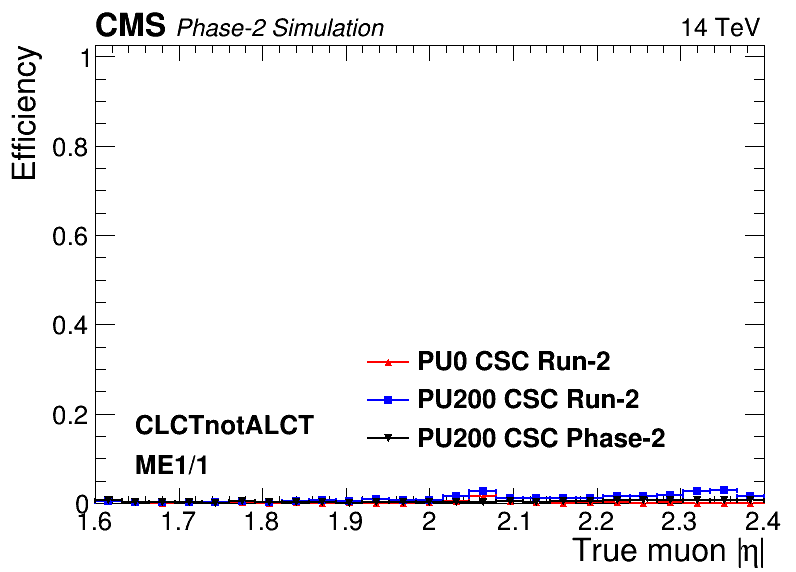 CMS Phase-2 Simulation 14 TeV
Efficiency
1
0.8
0.6
0.4
0.2
0
PU0 CSC Run-2
PU200 CSC Run-2
PU200 CSC Phase-2
CLCTnotALCT
ME1/1
1.6 1.7 1.8 1.9 2 2.1 2.2 2.3 2.4
True muon |η|